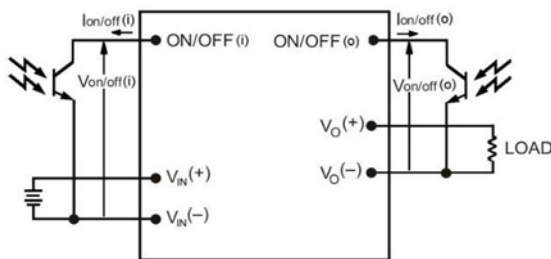 Ion/off(i)
Ion/off(o)
ON/OFF(i)
ON/OFF(o)
Von/off(i)
Von/off(o)
VO(+)
LOAD
VIN(+)
VO(−)
VIN(−)